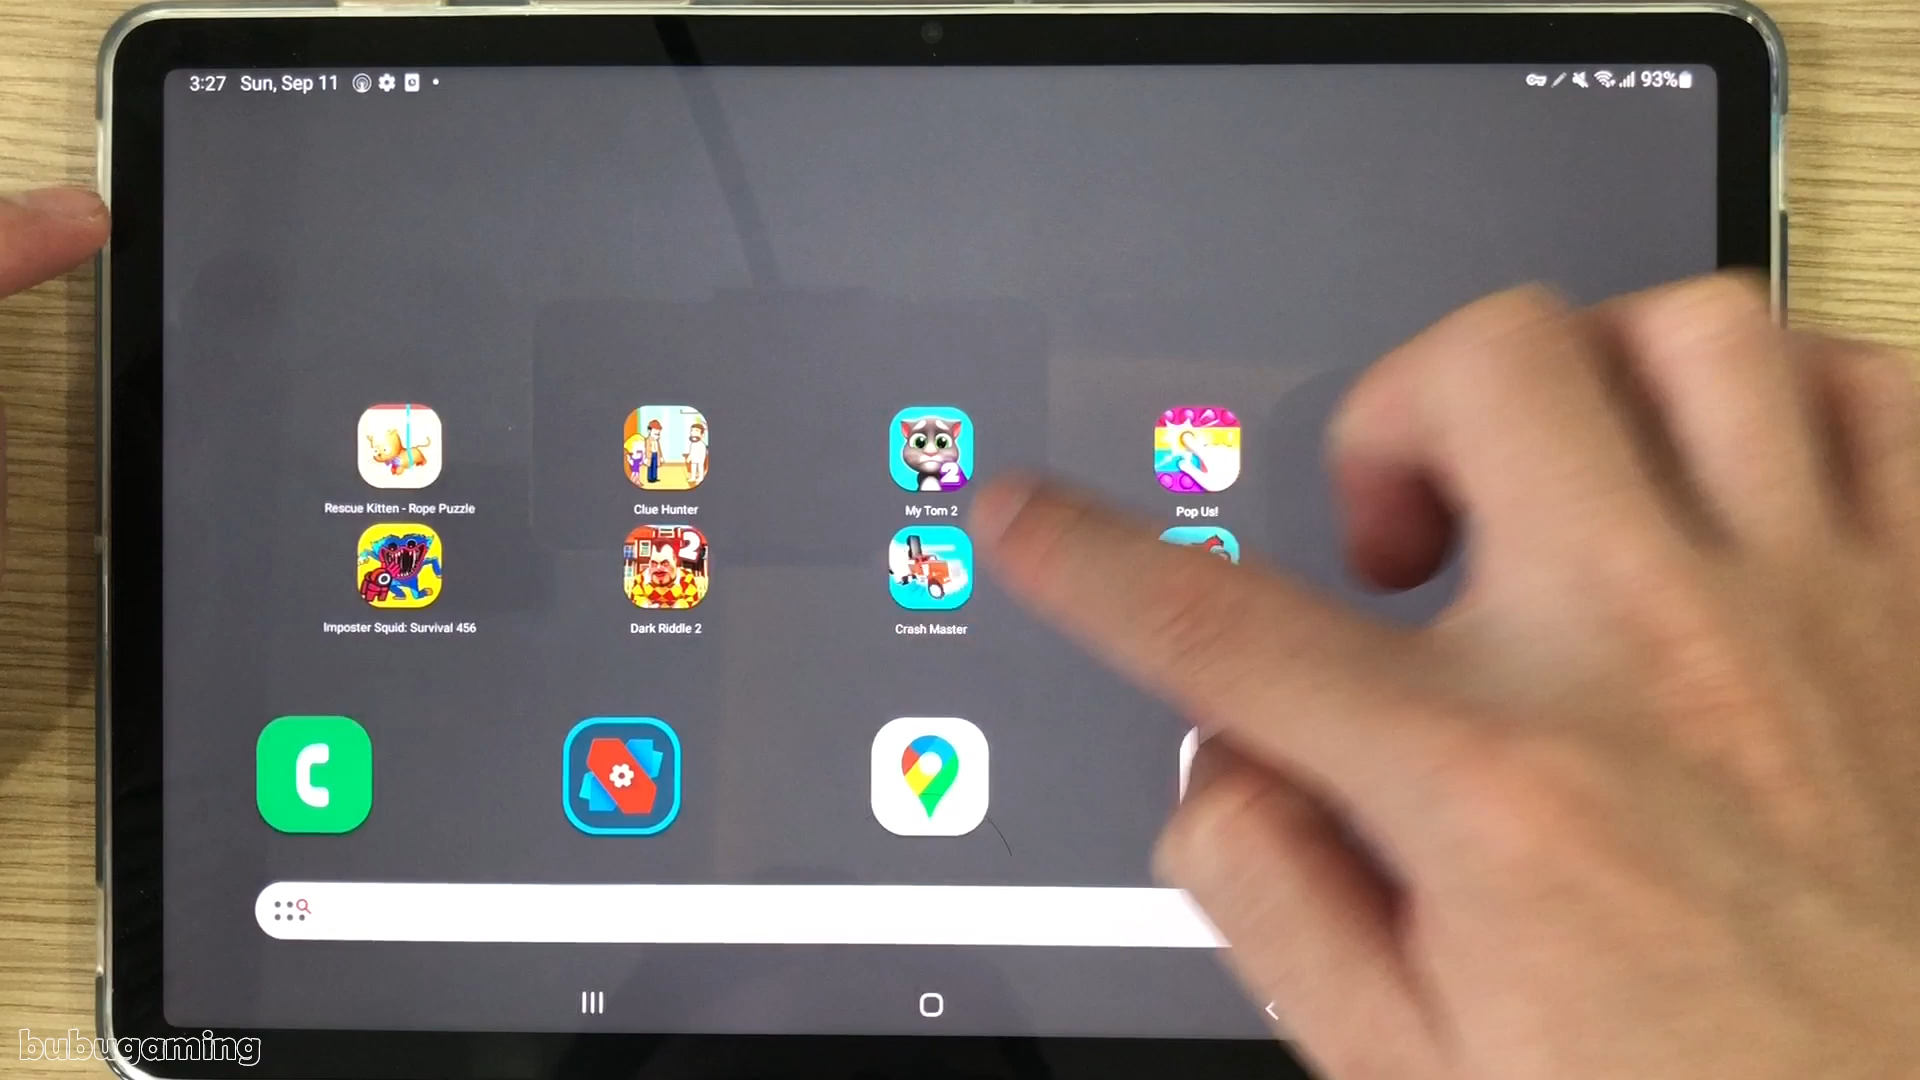 3:27 Sun, Sep 11
93%
Rescue Kitten - Rope Puzzle
Clue Hunter
My Tom 2
Pop Us!
Imposter Squid: Survival 456
Dark Riddle 2
Crash Master
bubugaming